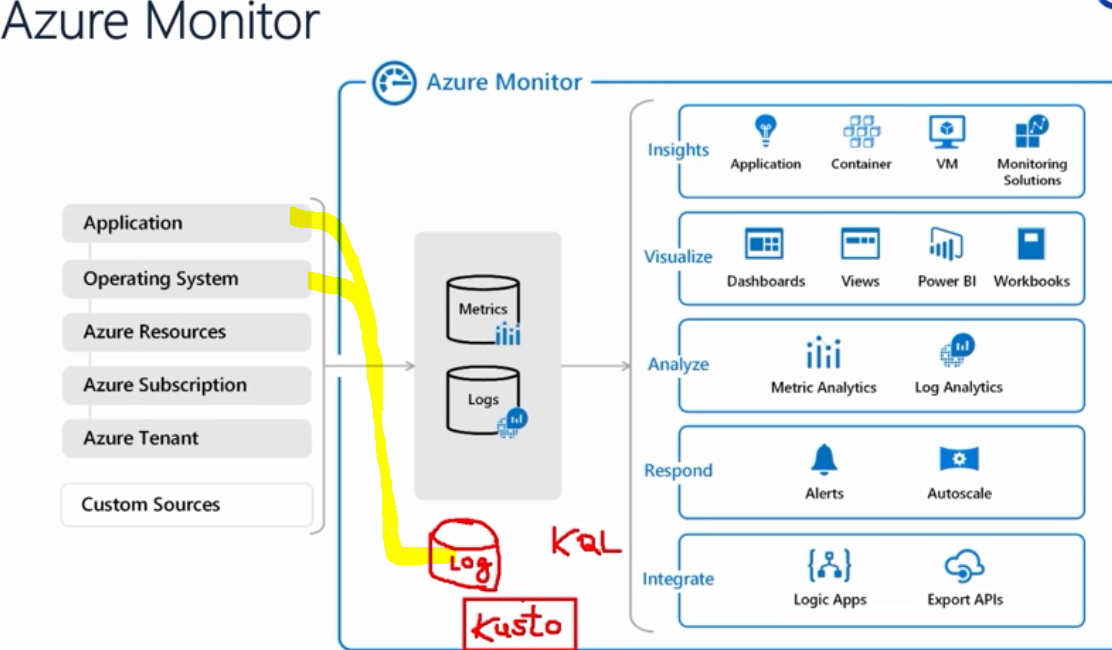 Azure Monitor
Azure Monitor
Application
Operating System
Azure Resources
Azure Subscription
Azure Tenant
Custom Sources
Metrics
Logs
Log
KQL
Kusto
Insights
Application
Container
VM
Monitoring
Solutions
Visualize
Dashboards
Views
Power BI
Workbooks
Analyze
Metric Analytics
Log Analytics
Respond
Alerts
Autoscale
Integrate
Logic Apps
Export APIs